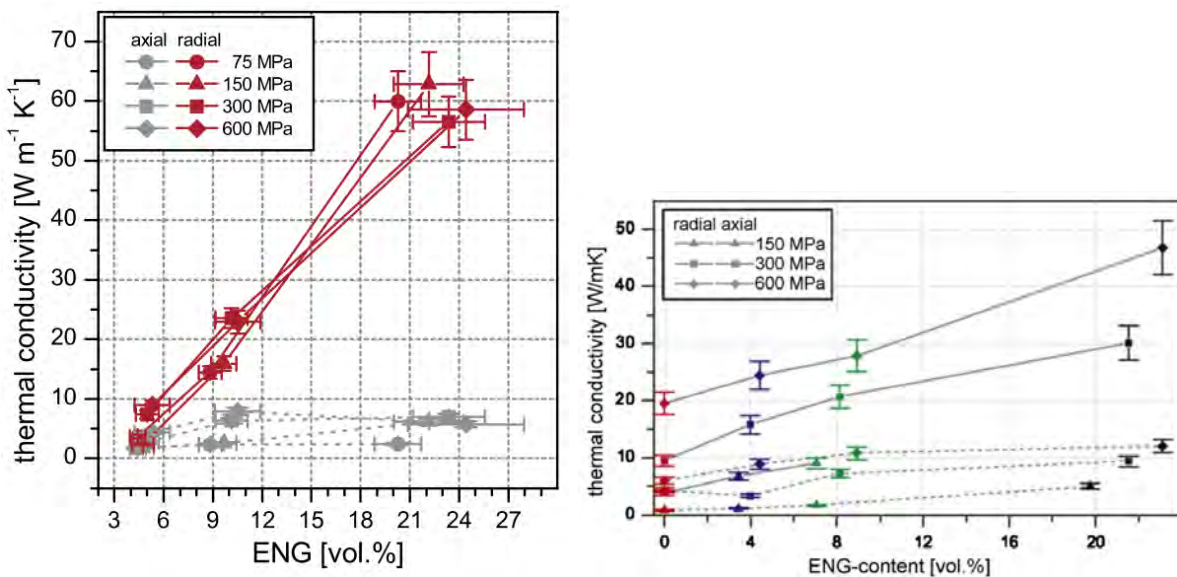 axial radial
75 MPa
150 MPa
300 MPa
600 MPa
70
60
50
40
30
20
10
0
thermal conductivity [W m⁻¹ K⁻¹]
3 6 9 12 15 18 21 24 27
ENG [vol.%]
radial axial
150 MPa
300 MPa
600 MPa
50
40
30
20
10
0
thermal conductivity [W/mK]
0 4 8 12 16 20
ENG-content [vol.%]